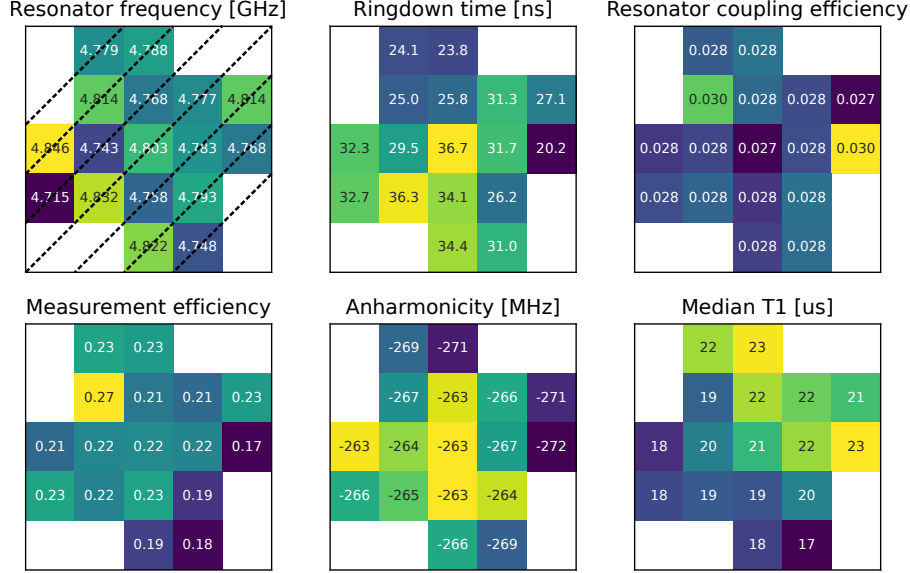 Resonator frequency [GHz] Ringdown time [ns] Resonator coupling efficiency
4.779 4.788 24.1 23.8 0.028 0.028
4.814 4.768 4.777 4.814 25.0 25.8 31.3 27.1 0.030 0.028 0.028 0.027
4.846 4.743 4.803 4.783 4.768 32.3 29.5 36.7 31.7 20.2 0.028 0.028 0.027 0.028 0.030
4.715 4.832 4.758 4.793 32.7 36.3 34.1 26.2 0.028 0.028 0.028 0.028
4.822 4.748 34.4 31.0 0.028 0.028
Measurement efficiency Anharmonicity [MHz] Median T1 [us]
0.23 0.23 -269 -271 22 23
0.27 0.21 0.21 0.23 -267 -263 -266 -271 19 22 22 21
0.21 0.22 0.22 0.22 0.17 -263 -264 -263 -267 -272 18 20 21 22 23
0.23 0.22 0.23 0.19 -266 -265 -263 -264 18 19 19 20
0.19 0.18 -266 -269 18 17